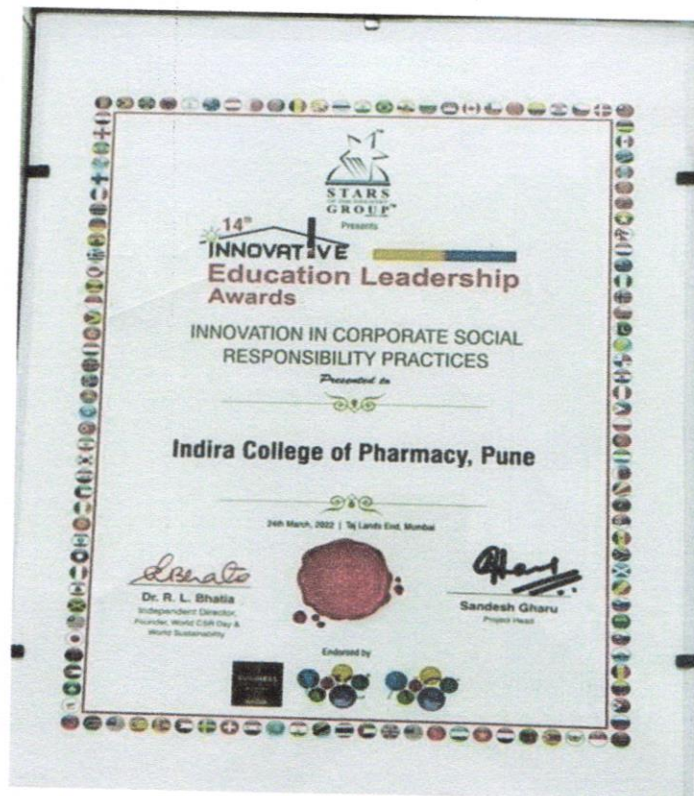 STARS
GROUP™
Presents
14th
INNOVATIVE
Education Leadership
Awards
INNOVATION IN CORPORATE SOCIAL
RESPONSIBILITY PRACTICES
Presented to
Indira College of Pharmacy, Pune
24th March, 2022 | Taj Lands End, Mumbai
Dr. R. L. Bhatia
Independent Director,
Founder, World CSR Day &
World Sustainability
Sandesh Gharu
Project Head
Endorsed by
BUSINESS